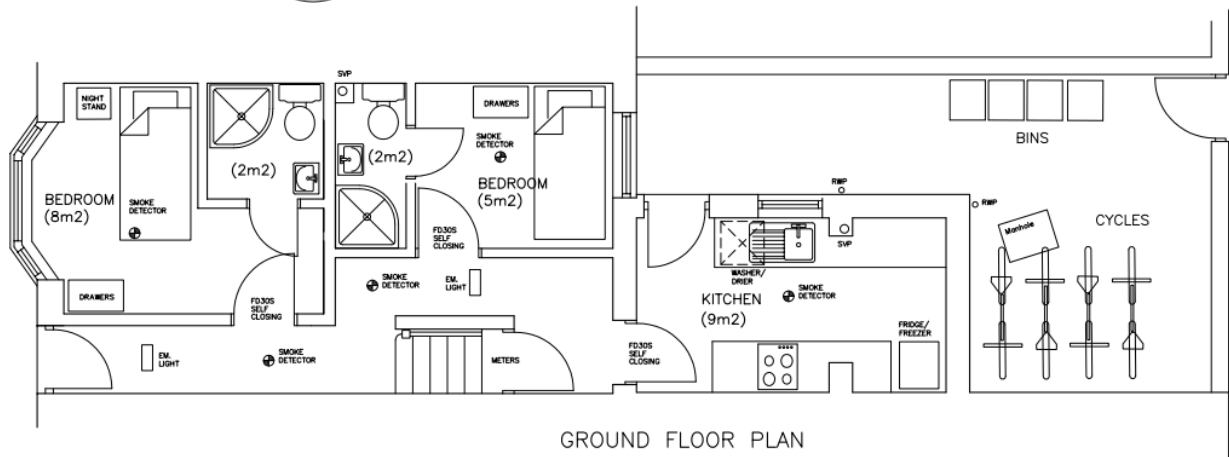 SVP
NIGHT
STAND
DRAWERS
SMOKE
DETECTOR
BEDROOM
(8m2)
SMOKE
DETECTOR
(2m2)
(2m2)
BEDROOM
(5m2)
DRAWERS
FD30S
SELF
CLOSING
FD30S
SELF
CLOSING
SMOKE
DETECTOR
EM.
LIGHT
EM.
LIGHT
SMOKE
DETECTOR
METERS
FD30S
SELF
CLOSING
BINS
RWP
RWP
CYCLES
Manhole
SVP
WASHER/
DRIER
KITCHEN
(9m2)
SMOKE
DETECTOR
FRIDGE/
FREEZER
GROUND FLOOR PLAN